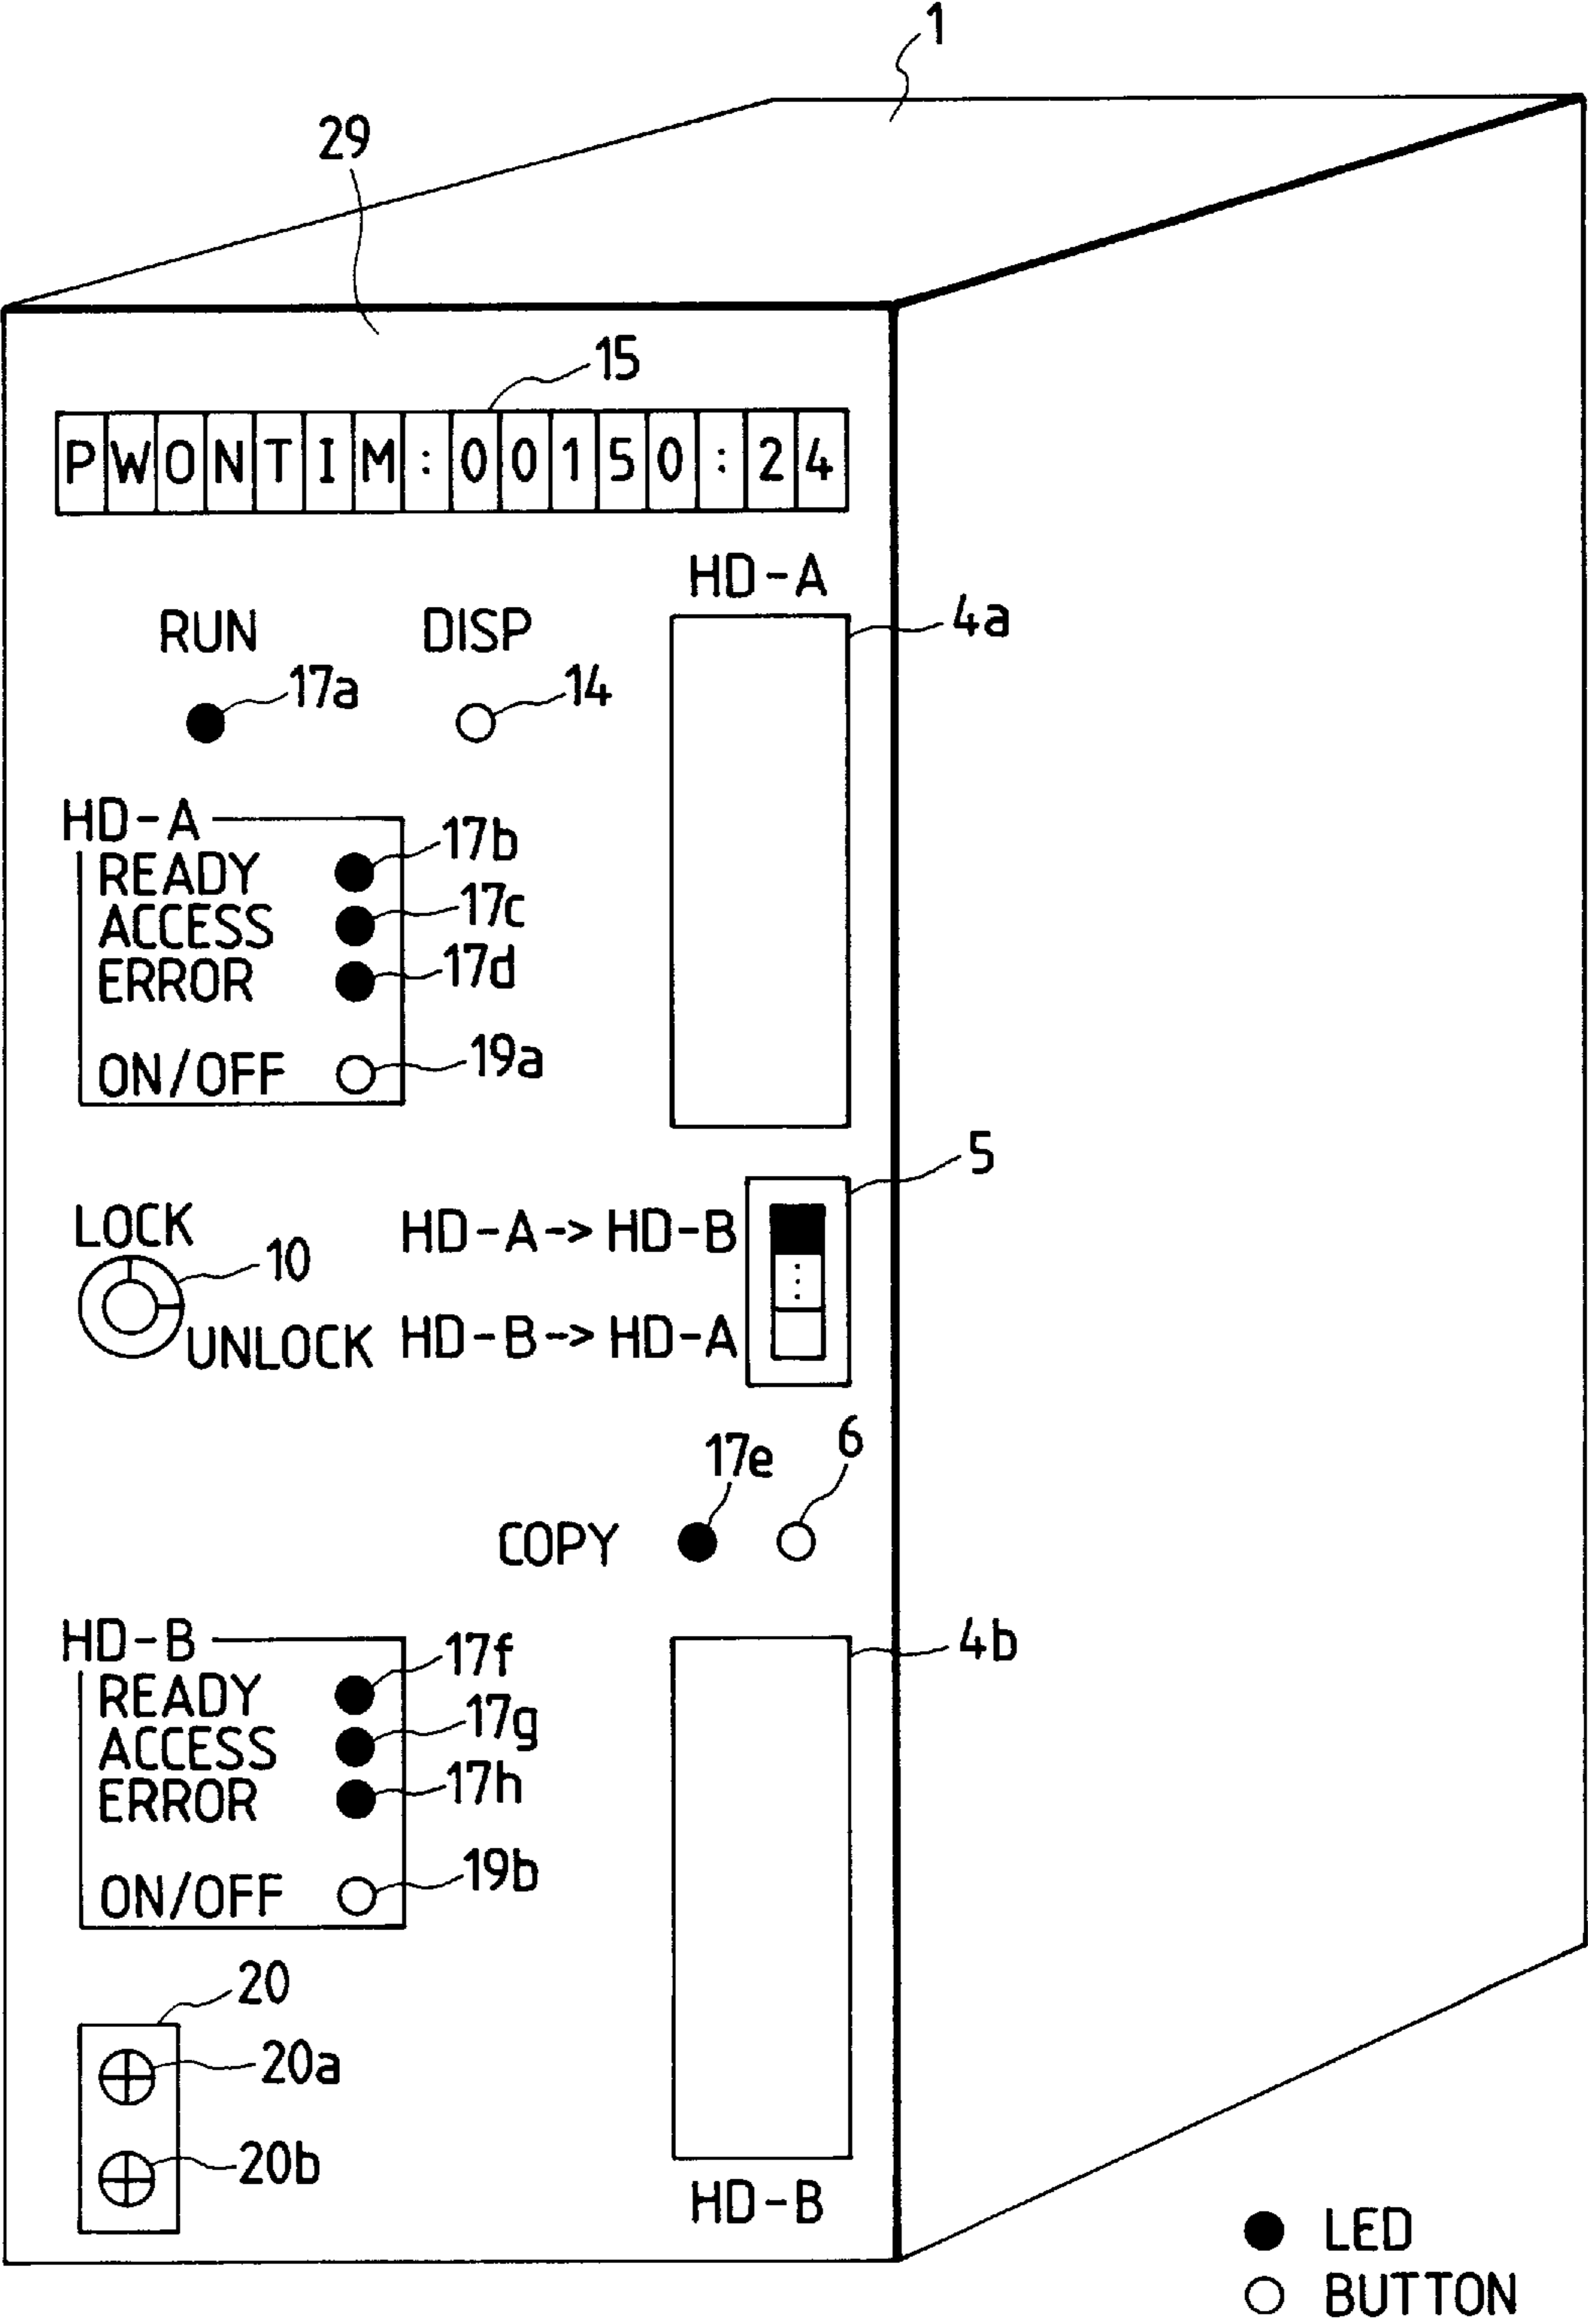 1
29
15
PWONTIM:00150:24
HD-A
RUN DISP 4a
17a 14
HD-A
READY 17b
ACCESS 17c
ERROR 17d
ON/OFF 19a
5
LOCK HD-A-> HD-B
10
UNLOCK HD-B-> HD-A
17e 6
COPY
HD-B 17f 4b
READY
ACCESS 17g
ERROR 17h
ON/OFF 19b
20
20a
20b
HD-B
LED
BUTTON